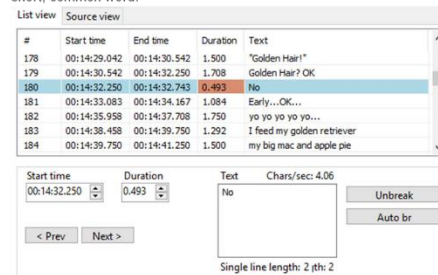 List view Source view
# Start time End time Duration Text
178 00:14:29.042 00:14:30.542 1.500 "Golden Hair!"
179 00:14:30.542 00:14:32.250 1.708 Golden Hair? OK
180 00:14:32.250 00:14:32.743 0.493 No
181 00:14:33.083 00:14:34.167 1.084 Early...OK...
182 00:14:35.958 00:14:37.708 1.750 yo yo yo yo yo...
183 00:14:38.458 00:14:39.750 1.292 I feed my golden retriever
184 00:14:39.750 00:14:41.250 1.500 my big mac and apple pie
Start time Duration Text Chars/sec: 4.06
00:14:32.250 0.493 No
Unbreak
Auto br
< Prev Next >
Single line length: 2